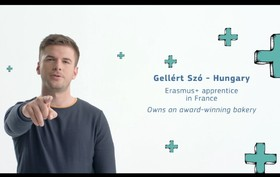 Gellért Szó - Hungary
Erasmus+ apprentice
in France
Owns an award-winning bakery